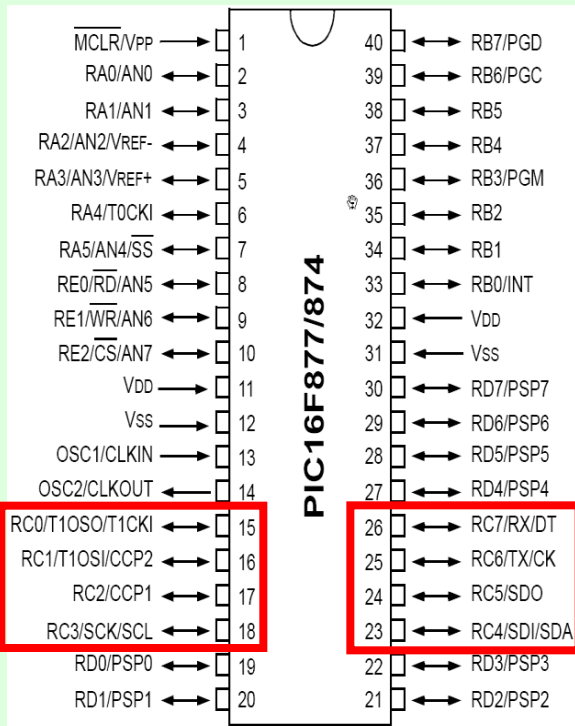 MCLR/VPP 1 40 RB7/PGD
RA0/AN0 2 39 RB6/PGC
RA1/AN1 3 38 RB5
RA2/AN2/VREF- 4 37 RB4
RA3/AN3/VREF+ 5 36 RB3/PGM
RA4/T0CKI 6 35 RB2
RA5/AN4/SS 7 34 RB1
RE0/RD/AN5 8 33 RB0/INT
RE1/WR/AN6 9 32 VDD
RE2/CS/AN7 10 31 VSS
VDD 11 30 RD7/PSP7
VSS 12 29 RD6/PSP6
OSC1/CLKIN 13 28 RD5/PSP5
OSC2/CLKOUT 14 27 RD4/PSP4
RC0/T1OSO/T1CKI 15 26 RC7/RX/DT
RC1/T1OSI/CCP2 16 25 RC6/TX/CK
RC2/CCP1 17 24 RC5/SDO
RC3/SCK/SCL 18 23 RC4/SDI/SDA
RD0/PSP0 19 22 RD3/PSP3
RD1/PSP1 20 21 RD2/PSP2
PIC16F877/874